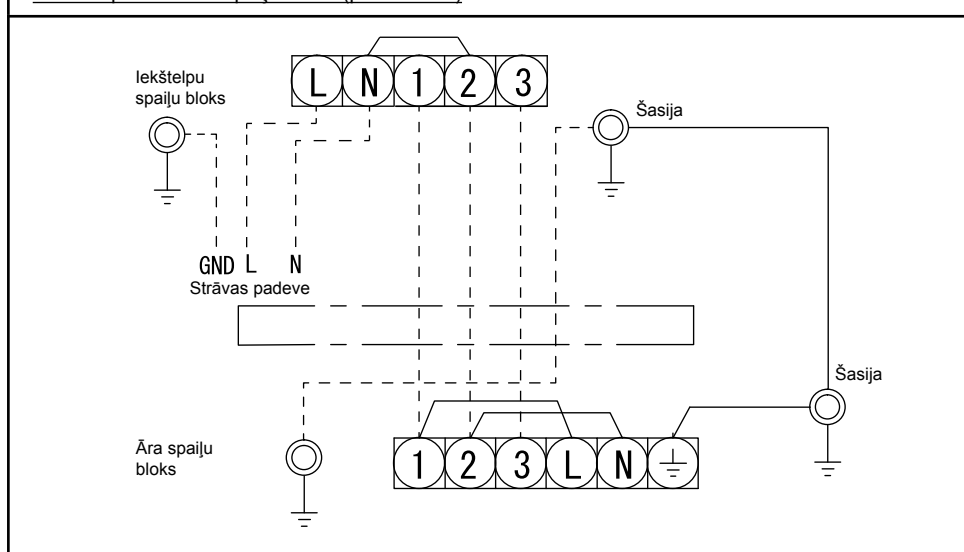 Iekštelpu
spaiļu bloks
L N 1 2 3
Šasija
GND L N
Strāvas padeve
Šasija
Āra spaiļu
bloks
1 2 3 L N